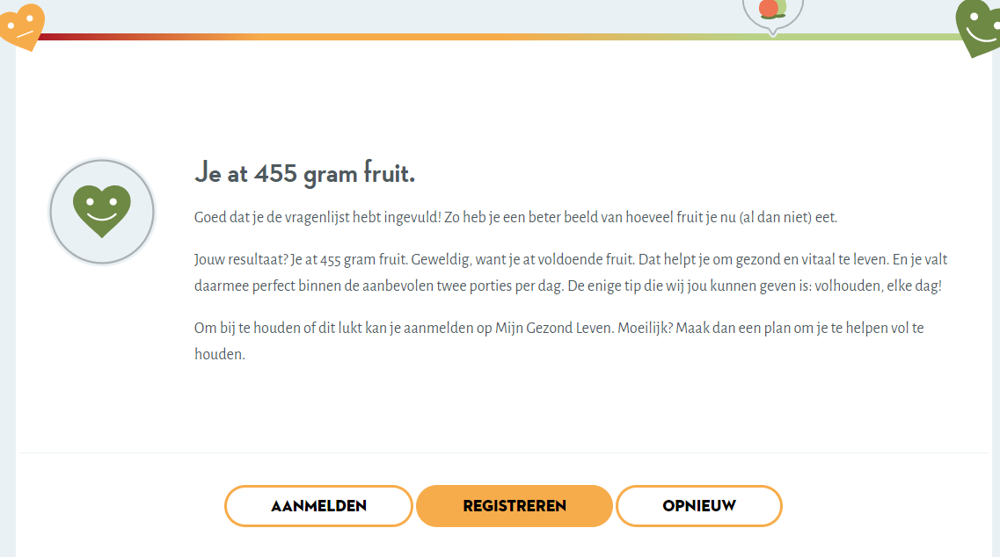 Je at 455 gram fruit.
Goed dat je de vragenlijst hebt ingevuld! Zo heb je een beter beeld van hoeveel fruit je nu (al dan niet) eet.
Jouw resultaat? Je at 455 gram fruit. Geweldig, want je at voldoende fruit. Dat helpt je om gezond en vitaal te leven. En je valt
daarmee perfect binnen de aanbevolen twee porties per dag. De enige tip die wij jou kunnen geven is: volhouden, elke dag!
Om bij te houden of dit lukt kan je aanmelden op Mijn Gezond Leven. Moeilijk? Maak dan een plan om je te helpen vol te
houden.
AANMELDEN REGISTREREN OPNIEUW